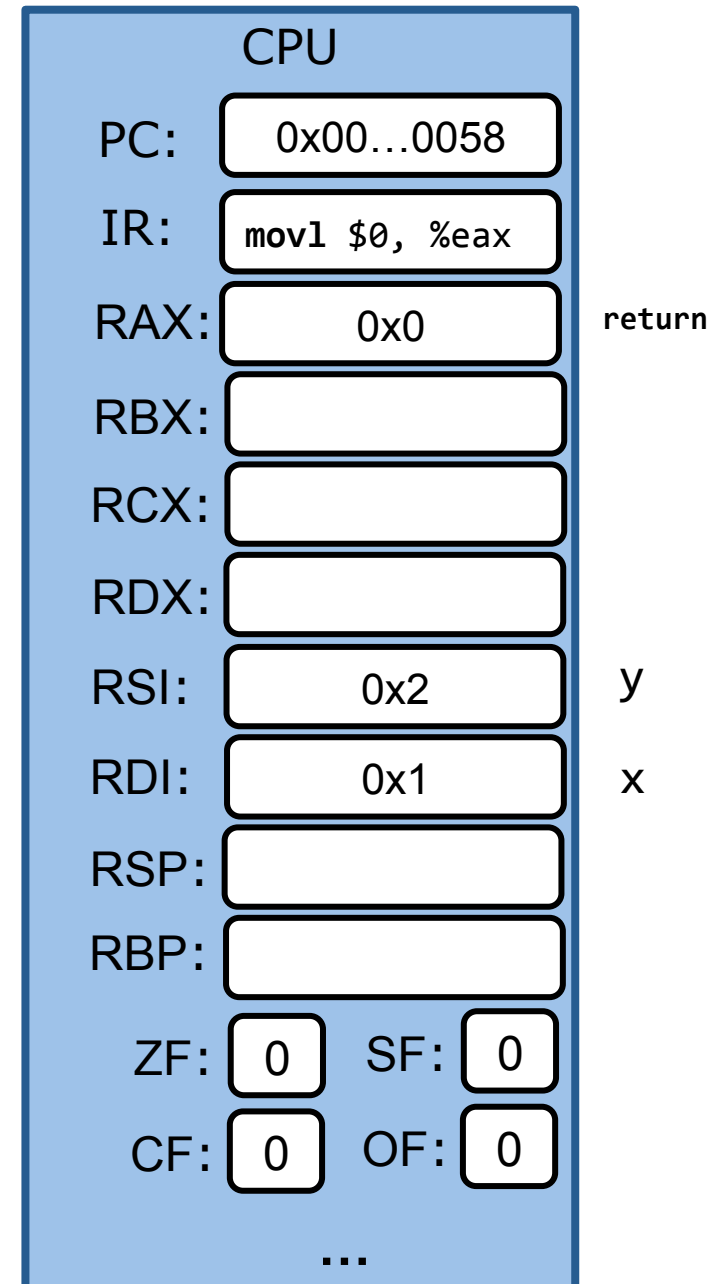 CPU
PC: 0x00...0058
IR: movl $0, %eax
RAX: 0x0 return
RBX:
RCX:
RDX:
RSI: 0x2 y
RDI: 0x1 x
RSP:
RBP:
ZF: 0 SF: 0
CF: 0 OF: 0
...